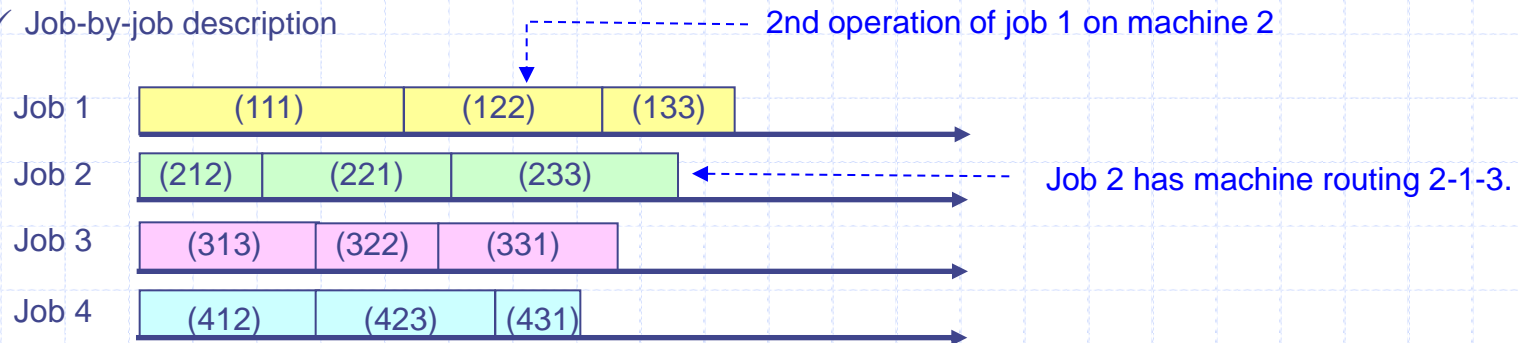 ✓ Job-by-job description
2nd operation of job 1 on machine 2
Job 1 (111) (122) (133)
Job 2 (212) (221) (233)
Job 2 has machine routing 2-1-3.
Job 3 (313) (322) (331)
Job 4 (412) (423) (431)